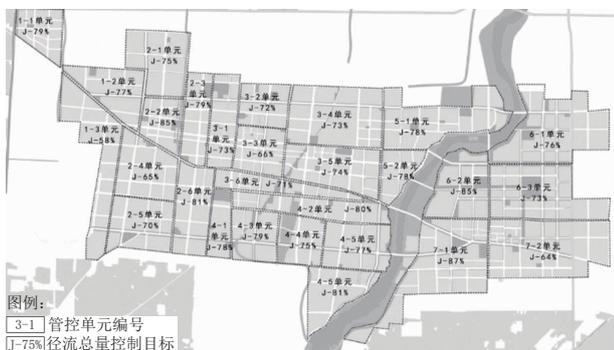 1-1单元
J-79%
2-1单元
J-75%
1-2单元
J-77%
2-3
单元
J-79%
3-2单元
J-72%
2-2单元
J-85%
3-4单元
J-73%
5-1单元
J-78%
1-3单元
J-58%
3-1
单元
J-73%
3-3单元
J-66%
6-1单元
J-76%
2-4单元
J-65%
3-5单元
J-74%
5-2单元
J-78%
3-6单元
J-71%
2-6单元
J-81%
6-2单元
J-85%
6-3单元
J-73%
2-5单元
J-70%
4-2单元
J-80%
4-1
单元
J-78%
4-3单元
J-79%
4-4单元
J-75%
4-5单元
J-77%
7-1单元
J-87%
7-2单元
J-64%
4-5单元
J-81%
图例:
3-1 管控单元编号
J-75% 径流总量控制目标